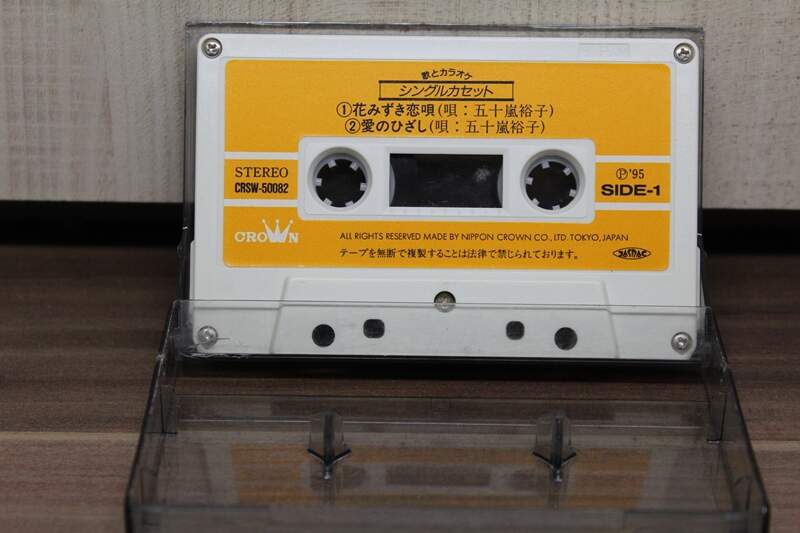 歌とカラオケ
シングルカセット
①花みずき恋唄(唄：五十嵐裕子)
②愛のひざし(唄：五十嵐裕子)
STEREO
CRSW-50082
Ⓟ'95
SIDE-1
CROWN
ALL RIGHTS RESERVED MADE BY NIPPON CROWN CO., LTD. TOKYO, JAPAN
テープを無断で複製することは法律で禁じられております。
JASRAC